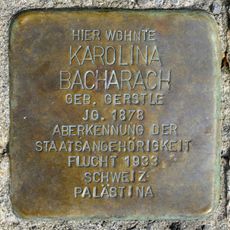 HIER WOHNTE
KAROLINA
BACHARACH
GEB. GERSTLE
JG. 1878
ABERKENNUNG DER
STAATSANGEHÖRIGKEIT
FLUCHT 1933
SCHWEIZ
PALÄSTINA